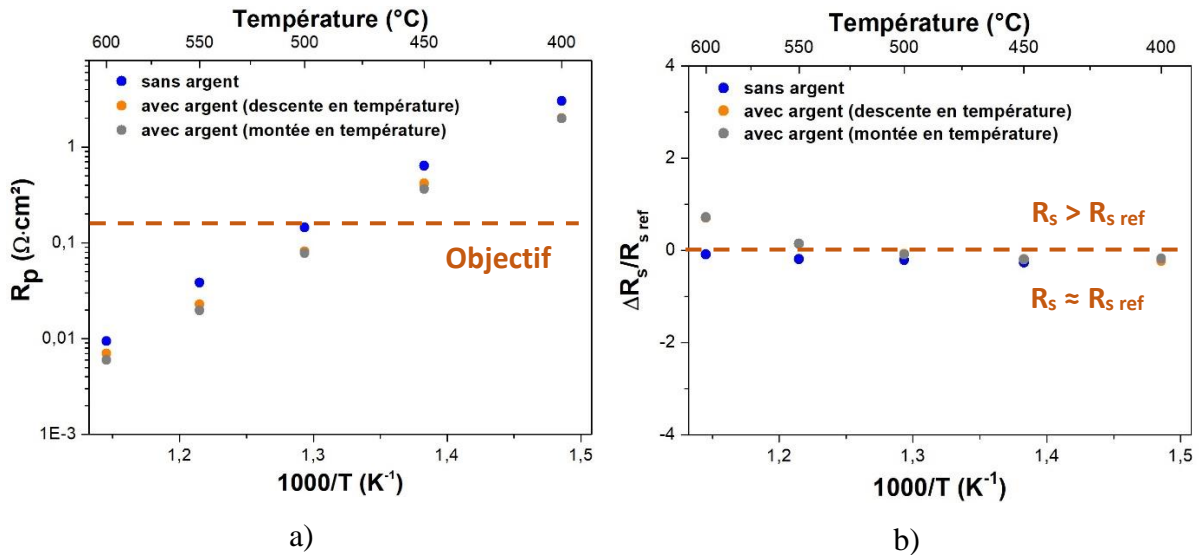 Température (°C)
600 550 500 450 400
sans argent
avec argent (descente en température)
avec argent (montée en température)
1
0,1
0,01
1E-3
Rp (Ω·cm²)
Objectif
1,2 1,3 1,4 1,5
1000/T (K⁻¹)
a)
Température (°C)
600 550 500 450 400
sans argent
avec argent (descente en température)
avec argent (montée en température)
4
2
0
-2
-4
ΔRs/Rs ref
Rs > Rs ref
Rs ≈ Rs ref
1,2 1,3 1,4 1,5
1000/T (K⁻¹)
b)